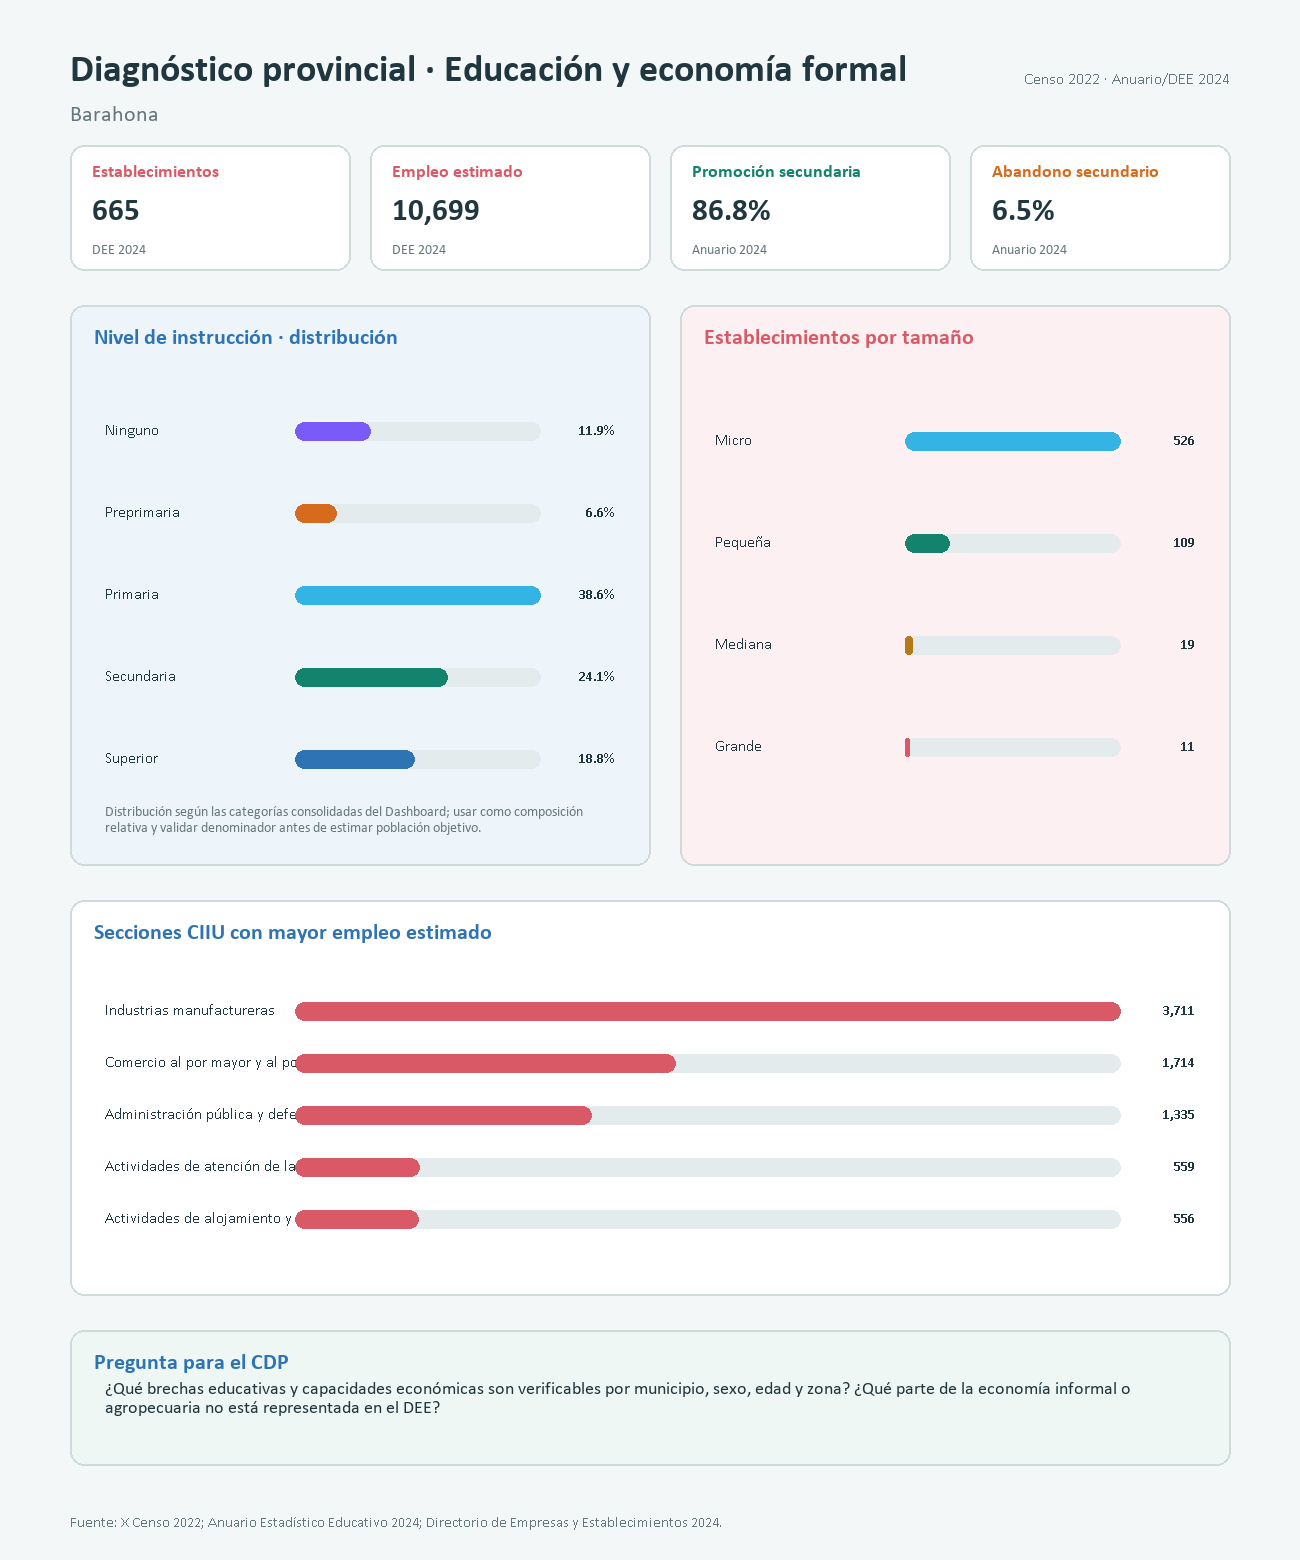 Diagnóstico provincial · Educación y economía formal
Censo 2022 · Anuario/DEE 2024
Barahona
Establecimientos
665
DEE 2024
Empleo estimado
10,699
DEE 2024
Promoción secundaria
86.8%
Anuario 2024
Abandono secundario
6.5%
Anuario 2024
Nivel de instrucción · distribución
Ninguno 11.9%
Preprimaria 6.6%
Primaria 38.6%
Secundaria 24.1%
Superior 18.8%
Distribución según las categorías consolidadas del Dashboard; usar como composición
relativa y validar denominador antes de estimar población objetivo.
Establecimientos por tamaño
Micro 526
Pequeña 109
Mediana 19
Grande 11
Secciones CIIU con mayor empleo estimado
Industrias manufactureras 3,711
Comercio al por mayor y al po 1,714
Administración pública y defe 1,335
Actividades de atención de la 559
Actividades de alojamiento y 556
Pregunta para el CDP
¿Qué brechas educativas y capacidades económicas son verificables por municipio, sexo, edad y zona? ¿Qué parte de la economía informal o
agropecuaria no está representada en el DEE?
Fuente: X Censo 2022; Anuario Estadístico Educativo 2024; Directorio de Empresas y Establecimientos 2024.